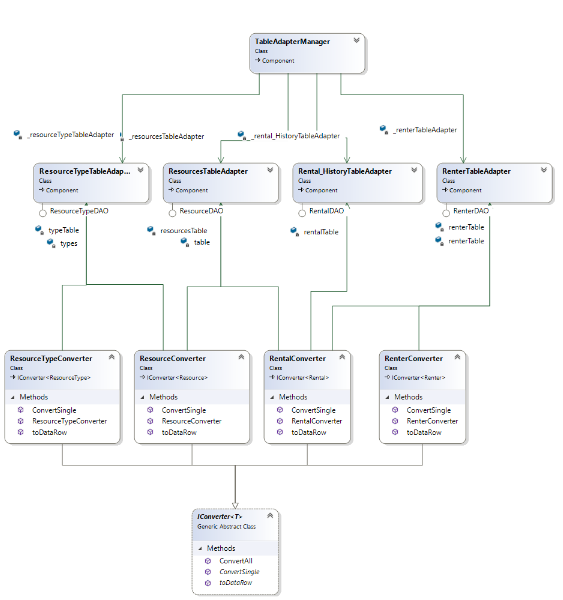 TableAdapterManager
Class
Component
_resourceTypeTableAdapter
_resourcesTableAdapter
_rental_HistoryTableAdapter
_renterTableAdapter
ResourceTypeTableAdap...
Class
Component
ResourcesTableAdapter
Class
Component
Rental_HistoryTableAdapter
Class
Component
RenterTableAdapter
Class
Component
ResourceTypeDAO
ResourceDAO
RentalDAO
RenterDAO
typeTable
types
resourcesTable
table
rentalTable
renterTable
renterTable
ResourceTypeConverter
Class
IConverter<ResourceType>
Methods
ConvertSingle
ResourceTypeConverter
toDataRow
ResourceConverter
Class
IConverter<Resource>
Methods
ConvertSingle
ResourceConverter
toDataRow
RentalConverter
Class
IConverter<Rental>
Methods
ConvertSingle
RentalConverter
toDataRow
RenterConverter
Class
IConverter<Renter>
Methods
ConvertSingle
RenterConverter
toDataRow
IConverter<T>
Generic Abstract Class
Methods
ConvertAll
ConvertSingle
toDataRow